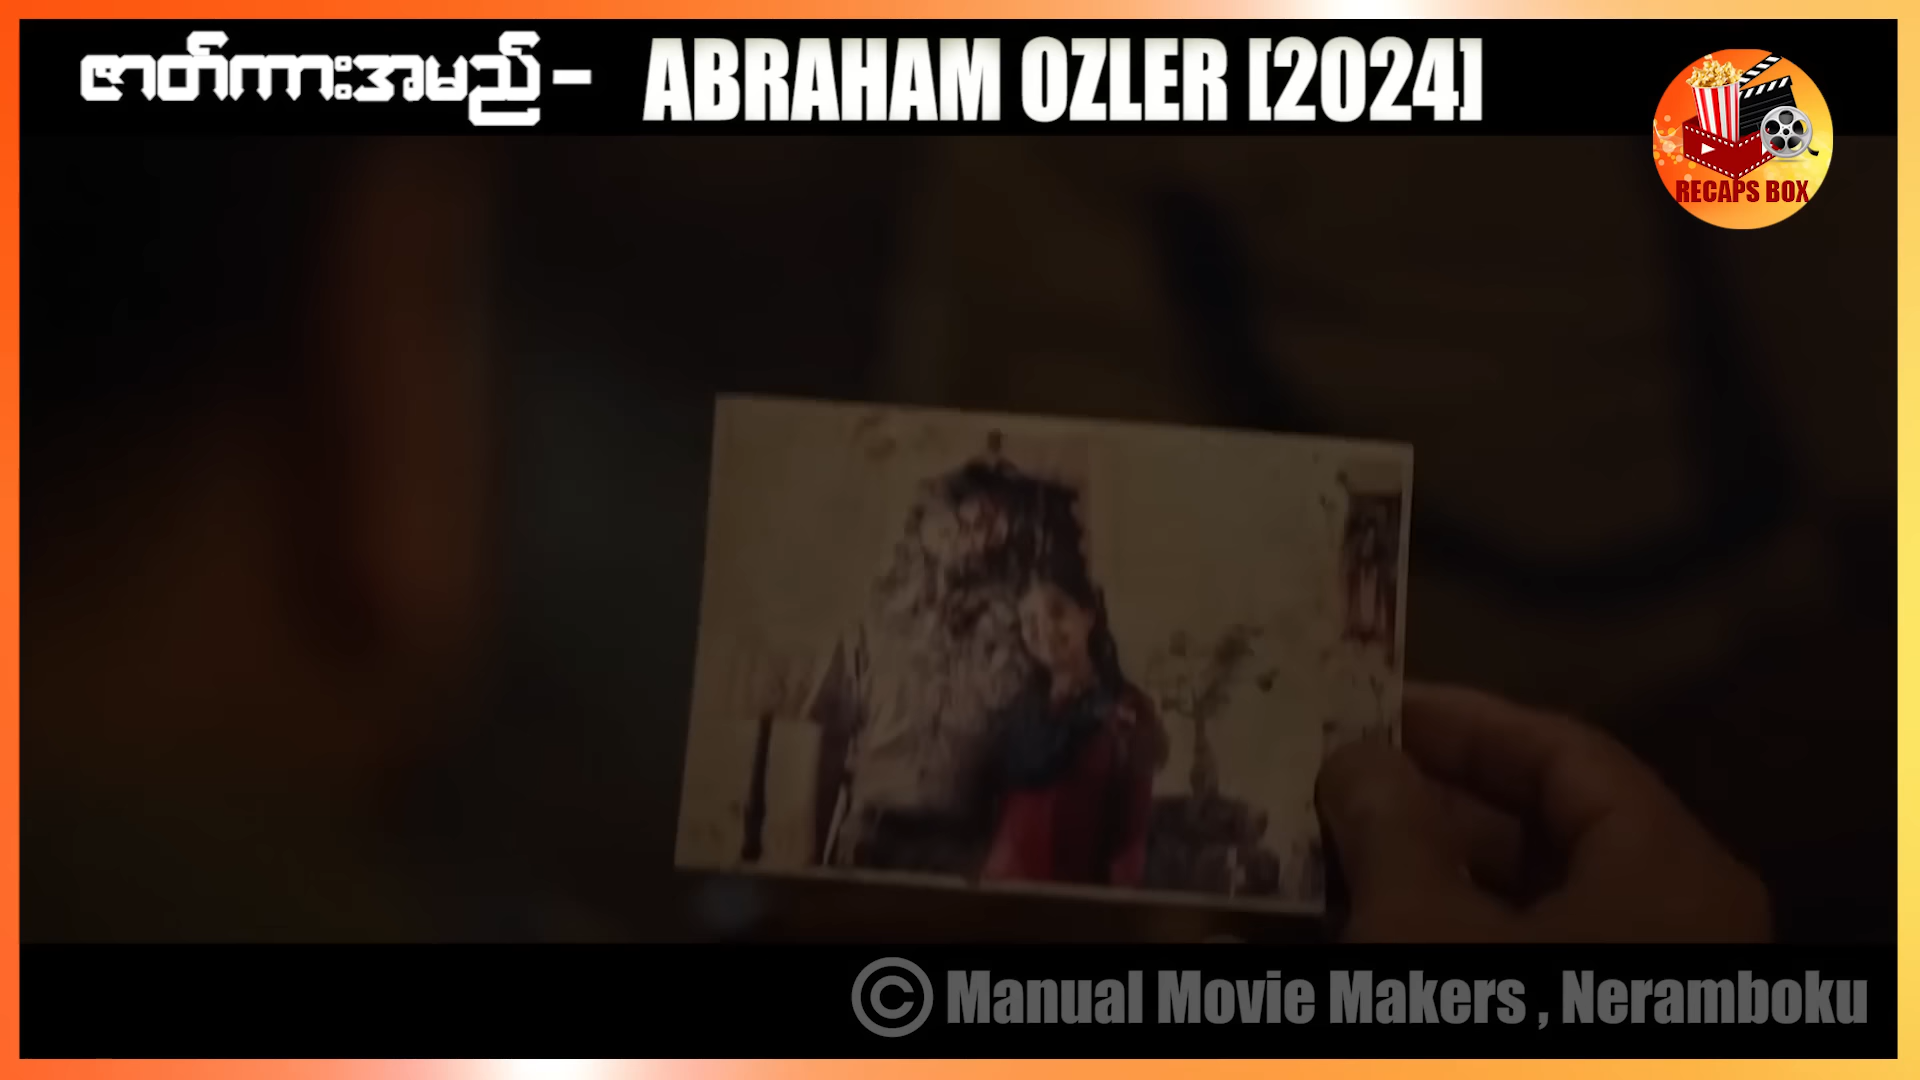 ဇာတ်ကားအမည် - ABRAHAM OZLER [2024]
RECAPS BOX
© Manual Movie Makers , Neramboku